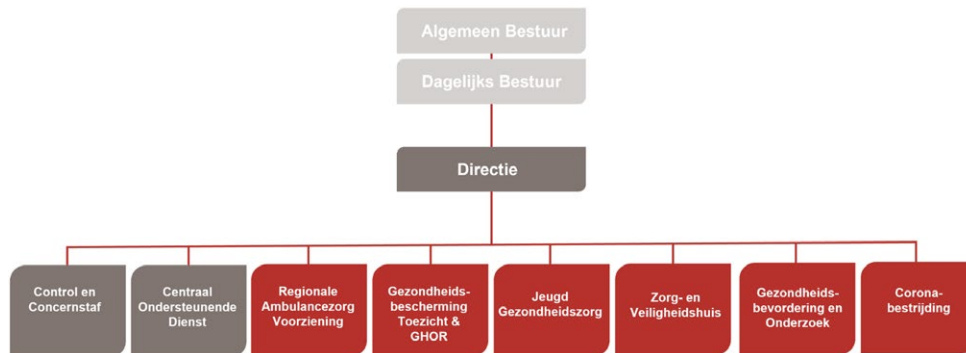 Algemeen Bestuur
Dagelijks Bestuur
Directie
Control en
Concernstaf
Centraal
Ondersteunende
Dienst
Regionale
Ambulancezorg
Voorziening
Gezondheids-
bescherming
Toezicht &
GHOR
Jeugd
Gezondheidszorg
Zorg- en
Veiligheidshuis
Gezondheids-
bevordering en
Onderzoek
Corona-
bestrijding